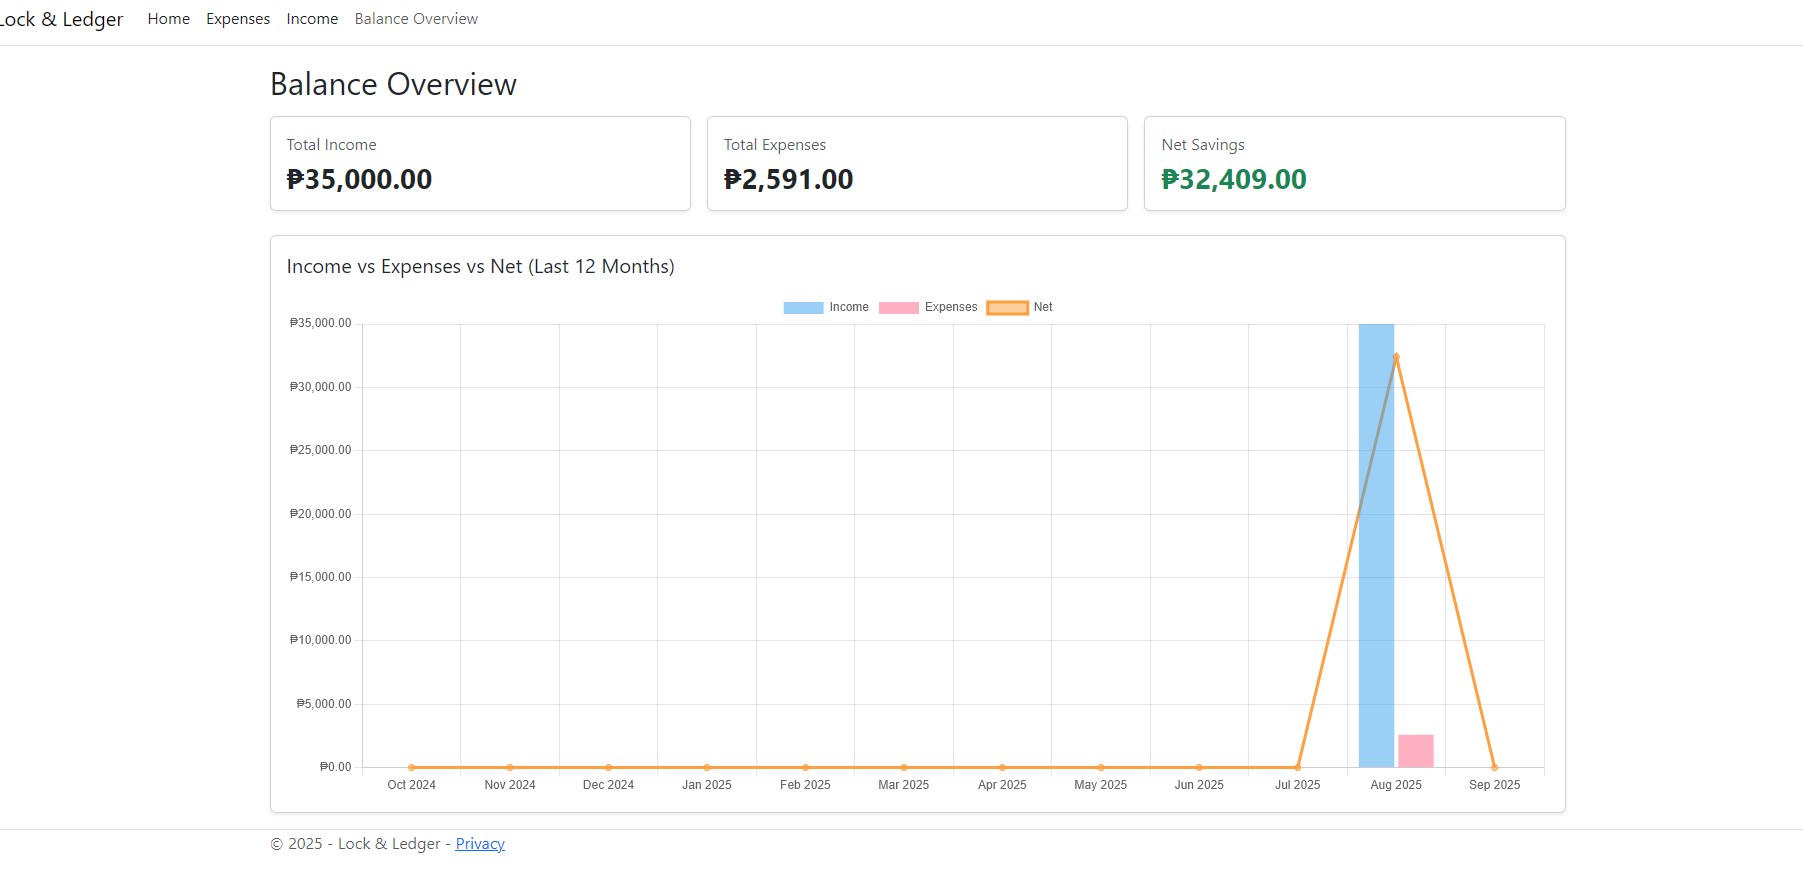 Lock & Ledger Home Expenses Income Balance Overview
Balance Overview
Total Income
₱35,000.00
Total Expenses
₱2,591.00
Net Savings
₱32,409.00
Income vs Expenses vs Net (Last 12 Months)
Income Expenses Net
₱35,000.00
₱30,000.00
₱25,000.00
₱20,000.00
₱15,000.00
₱10,000.00
₱5,000.00
₱0.00
Oct 2024 Nov 2024 Dec 2024 Jan 2025 Feb 2025 Mar 2025 Apr 2025 May 2025 Jun 2025 Jul 2025 Aug 2025 Sep 2025
© 2025 - Lock & Ledger - Privacy